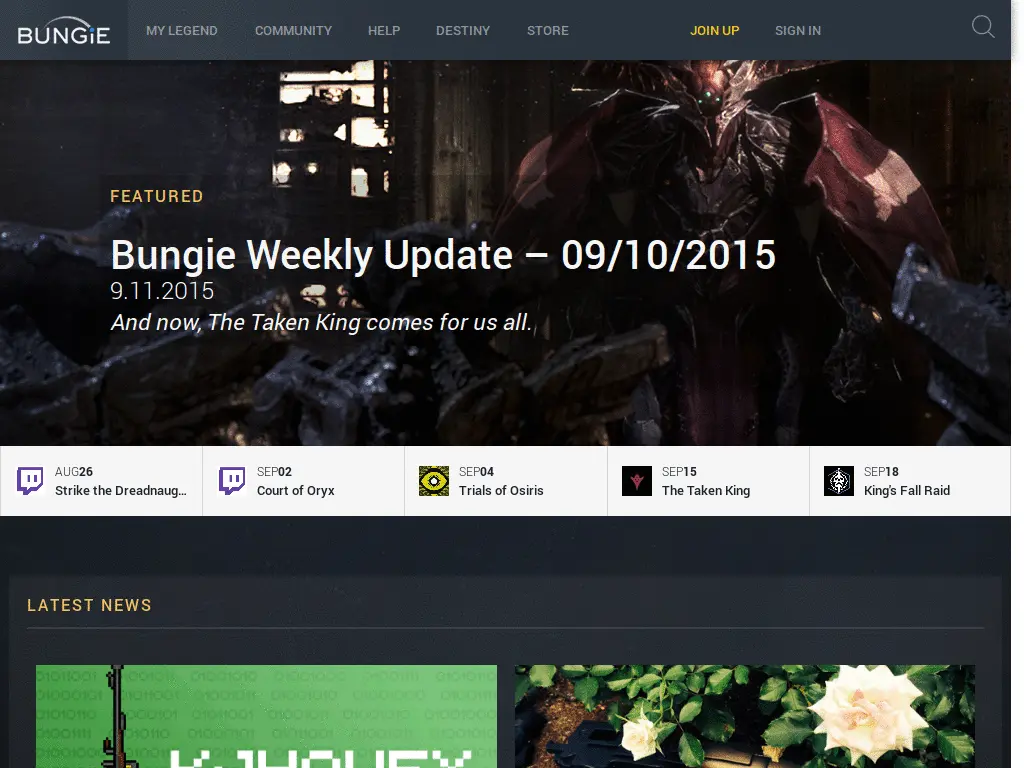 BUNGiE MY LEGEND COMMUNITY HELP DESTINY STORE JOIN UP SIGN IN
FEATURED
Bungie Weekly Update – 09/10/2015
9.11.2015
And now, The Taken King comes for us all.
AUG26
Strike the Dreadnaug...
SEP02
Court of Oryx
SEP04
Trials of Osiris
SEP15
The Taken King
SEP18
King's Fall Raid
LATEST NEWS